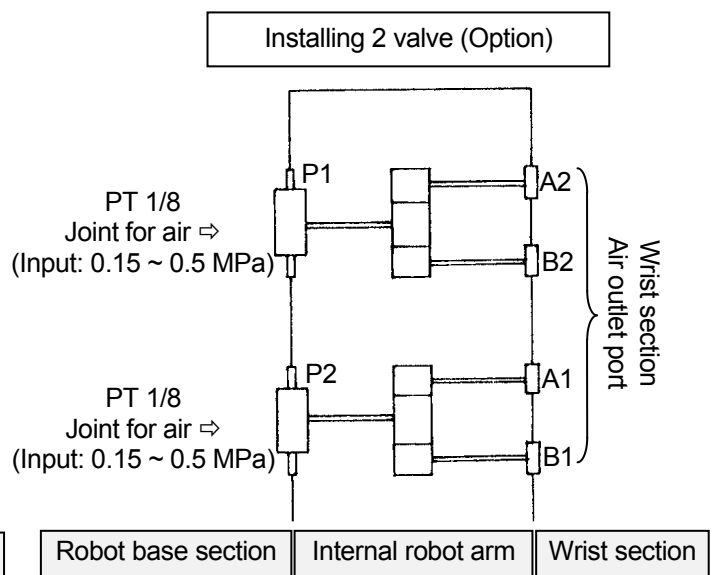 Installing 2 valve (Option)
P1
A2
PT 1/8
Joint for air ⇨
(Input: 0.15 ~ 0.5 MPa)
B2
Wrist section
Air outlet port
P2
A1
PT 1/8
Joint for air ⇨
(Input: 0.15 ~ 0.5 MPa)
B1
Robot base section
Internal robot arm
Wrist section